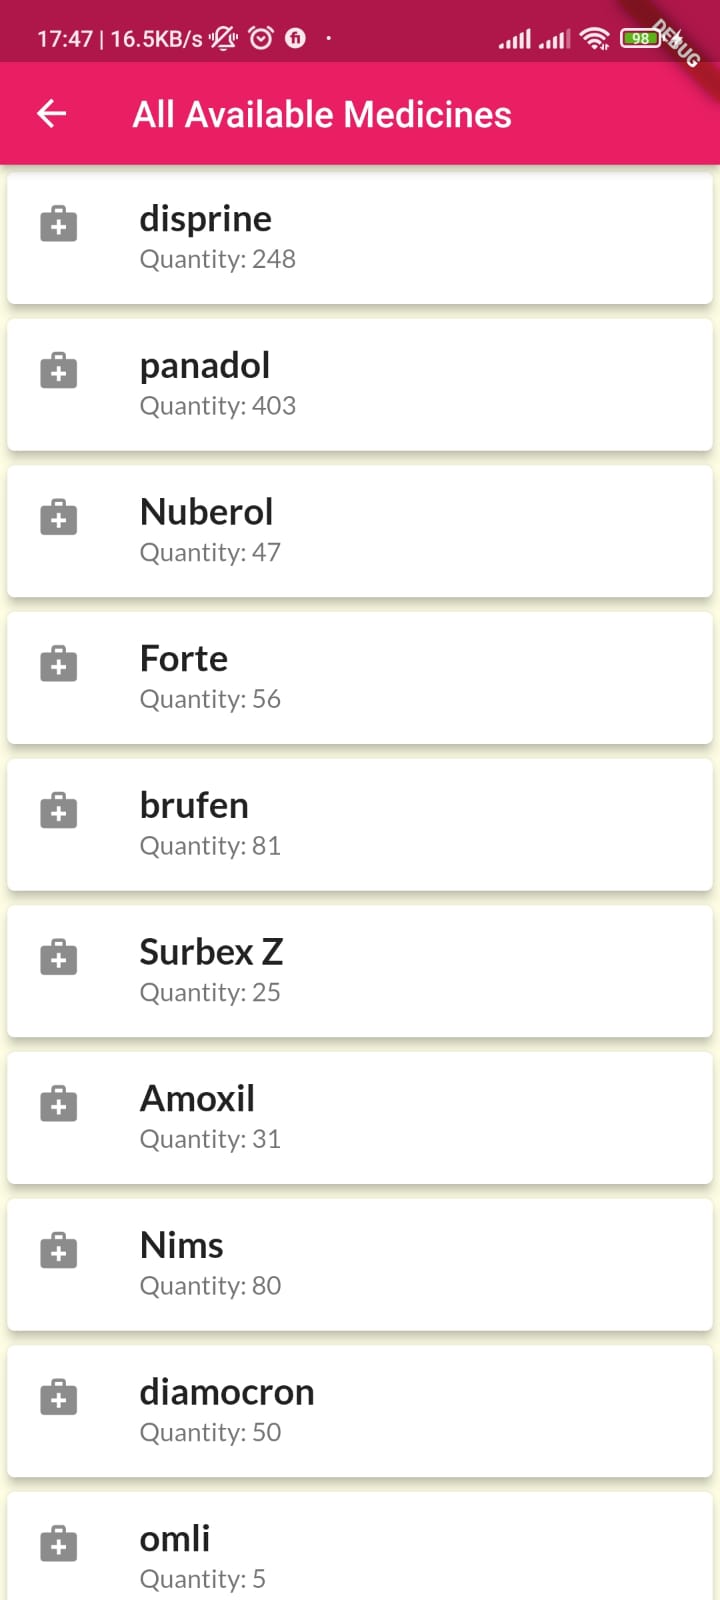 17:47 | 16.5KB/s
98
DEBUG
All Available Medicines
disprine
Quantity: 248
panadol
Quantity: 403
Nuberol
Quantity: 47
Forte
Quantity: 56
brufen
Quantity: 81
Surbex Z
Quantity: 25
Amoxil
Quantity: 31
Nims
Quantity: 80
diamocron
Quantity: 50
omli
Quantity: 5